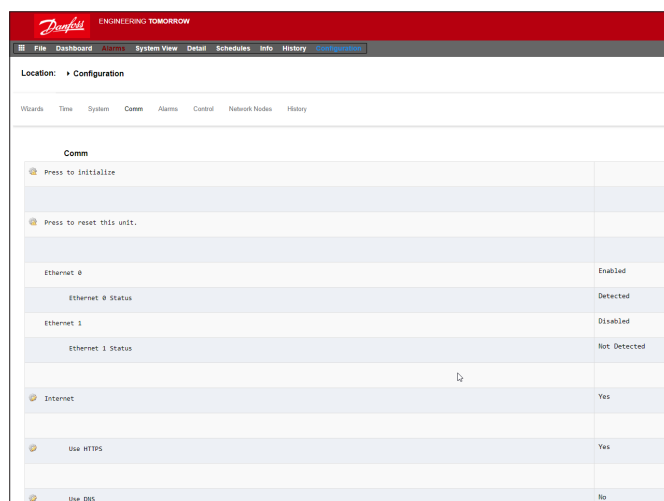 Danfoss ENGINEERING TOMORROW
File Dashboard Alarms System View Detail Schedules Info History Configuration
Location: Configuration
Wizards Time System Comm Alarms Control Network Nodes History
Comm
Press to initialize
Press to reset this unit.
Ethernet 0 Enabled
Ethernet 0 Status Detected
Ethernet 1 Disabled
Ethernet 1 Status Not Detected
Internet Yes
Use HTTPS Yes
Use DNS No